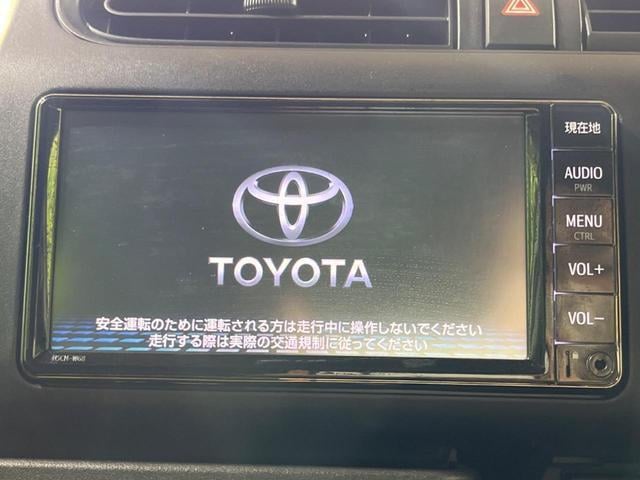 現在地
AUDIO
PWR
MENU
CTRL
VOL+
VOL−
TOYOTA
安全運転のために運転される方は走行中に操作しないでください
走行する際は実際の交通規制に従ってください
NSCM-W68